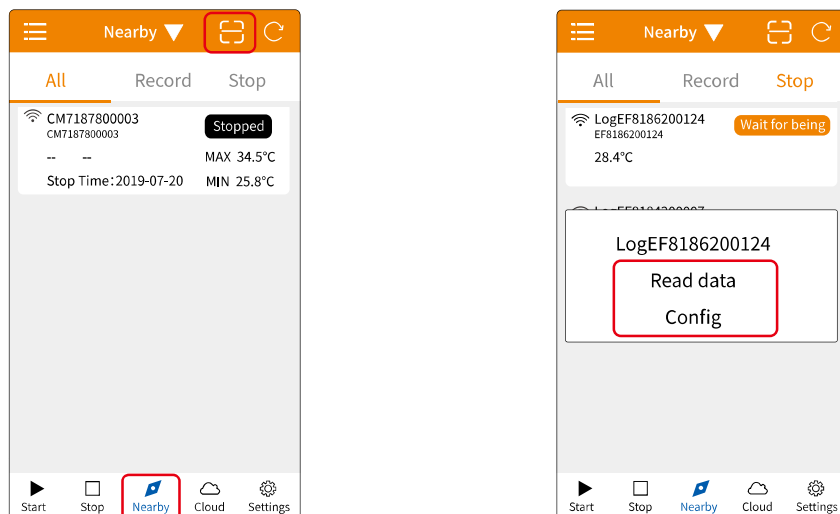 Nearby
All Record Stop
CM7187800003
CM7187800003
Stopped
-- -- MAX 34.5°C
Stop Time:2019-07-20 MIN 25.8°C
Start Stop Nearby Cloud Settings
Nearby
All Record Stop
LogEF8186200124
EF8186200124
Wait for being
28.4°C
LogEF8186200124
Read data
Config
Start Stop Nearby Cloud Settings